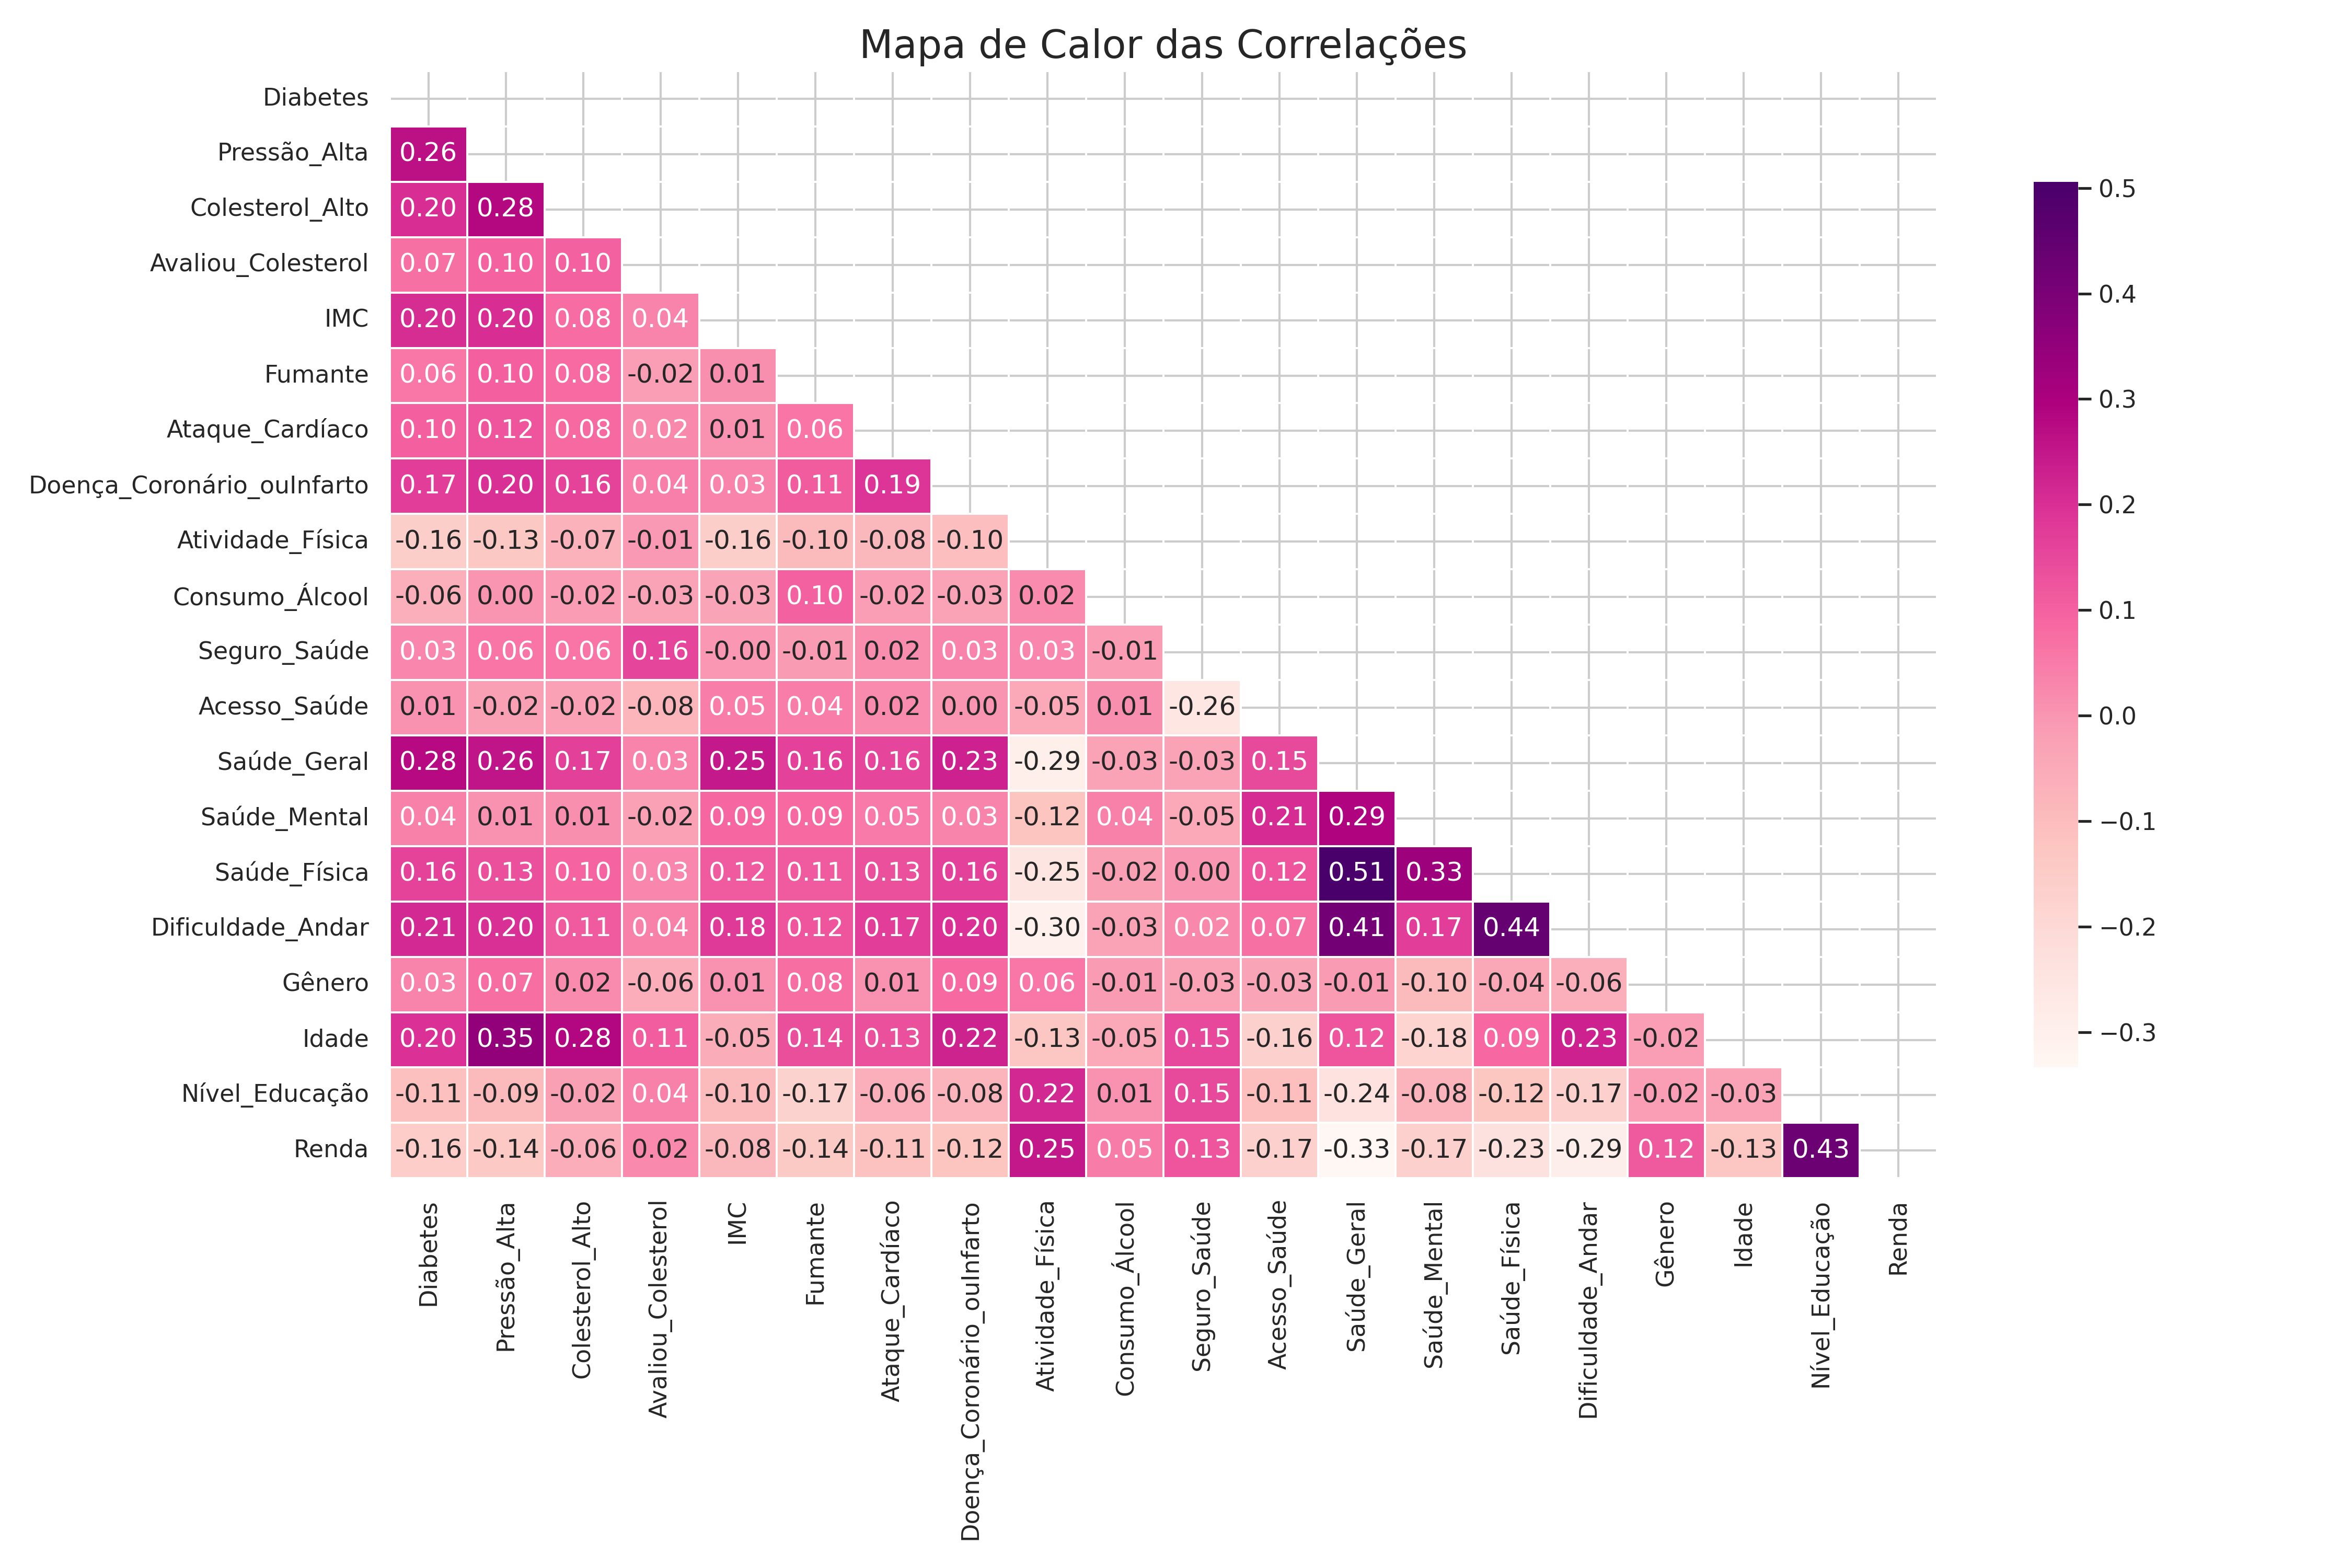 Mapa de Calor das Correlações
Diabetes
Pressão_Alta 0.26
Colesterol_Alto 0.20 0.28
Avaliou_Colesterol 0.07 0.10 0.10
IMC 0.20 0.20 0.08 0.04
Fumante 0.06 0.10 0.08 -0.02 0.01
Ataque_Cardíaco 0.10 0.12 0.08 0.02 0.01 0.06
Doença_Coronário_ouInfarto 0.17 0.20 0.16 0.04 0.03 0.11 0.19
Atividade_Física -0.16 -0.13 -0.07 -0.01 -0.16 -0.10 -0.08 -0.10
Consumo_Álcool -0.06 0.00 -0.02 -0.03 -0.03 0.10 -0.02 -0.03 0.02
Seguro_Saúde 0.03 0.06 0.06 0.16 -0.00 -0.01 0.02 0.03 0.03 -0.01
Acesso_Saúde 0.01 -0.02 -0.02 -0.08 0.05 0.04 0.02 0.00 -0.05 0.01 -0.26
Saúde_Geral 0.28 0.26 0.17 0.03 0.25 0.16 0.16 0.23 -0.29 -0.03 -0.03 0.15
Saúde_Mental 0.04 0.01 0.01 -0.02 0.09 0.09 0.05 0.03 -0.12 0.04 -0.05 0.21 0.29
Saúde_Física 0.16 0.13 0.10 0.03 0.12 0.11 0.13 0.16 -0.25 -0.02 0.00 0.12 0.51 0.33
Dificuldade_Andar 0.21 0.20 0.11 0.04 0.18 0.12 0.17 0.20 -0.30 -0.03 0.02 0.07 0.41 0.17 0.44
Gênero 0.03 0.07 0.02 -0.06 0.01 0.08 0.01 0.09 0.06 -0.01 -0.03 -0.03 -0.01 -0.10 -0.04 -0.06
Idade 0.20 0.35 0.28 0.11 -0.05 0.14 0.13 0.22 -0.13 -0.05 0.15 -0.16 0.12 -0.18 0.09 0.23 -0.02
Nível_Educação -0.11 -0.09 -0.02 0.04 -0.10 -0.17 -0.06 -0.08 0.22 0.01 0.15 -0.11 -0.24 -0.08 -0.12 -0.17 -0.02 -0.03
Renda -0.16 -0.14 -0.06 0.02 -0.08 -0.14 -0.11 -0.12 0.25 0.05 0.13 -0.17 -0.33 -0.17 -0.23 -0.29 0.12 -0.13 0.43
Diabetes
Pressão_Alta
Colesterol_Alto
Avaliou_Colesterol
IMC
Fumante
Ataque_Cardíaco
Doença_Coronário_ouInfarto
Atividade_Física
Consumo_Álcool
Seguro_Saúde
Acesso_Saúde
Saúde_Geral
Saúde_Mental
Saúde_Física
Dificuldade_Andar
Gênero
Idade
Nível_Educação
Renda
0.5
0.4
0.3
0.2
0.1
0.0
−0.1
−0.2
−0.3